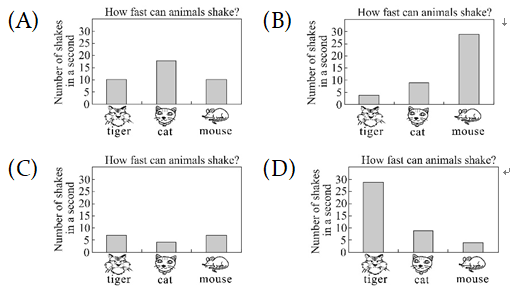 (A)
How fast can animals shake?
Number of shakes
in a second
30
25
20
15
10
5
0
tiger cat mouse
(B)
How fast can animals shake?
Number of shakes
in a second
30
25
20
15
10
5
0
tiger cat mouse
(C)
How fast can animals shake?
Number of shakes
in a second
30
25
20
15
10
5
0
tiger cat mouse
(D)
How fast can animals shake?
Number of shakes
in a second
30
25
20
15
10
5
0
tiger cat mouse